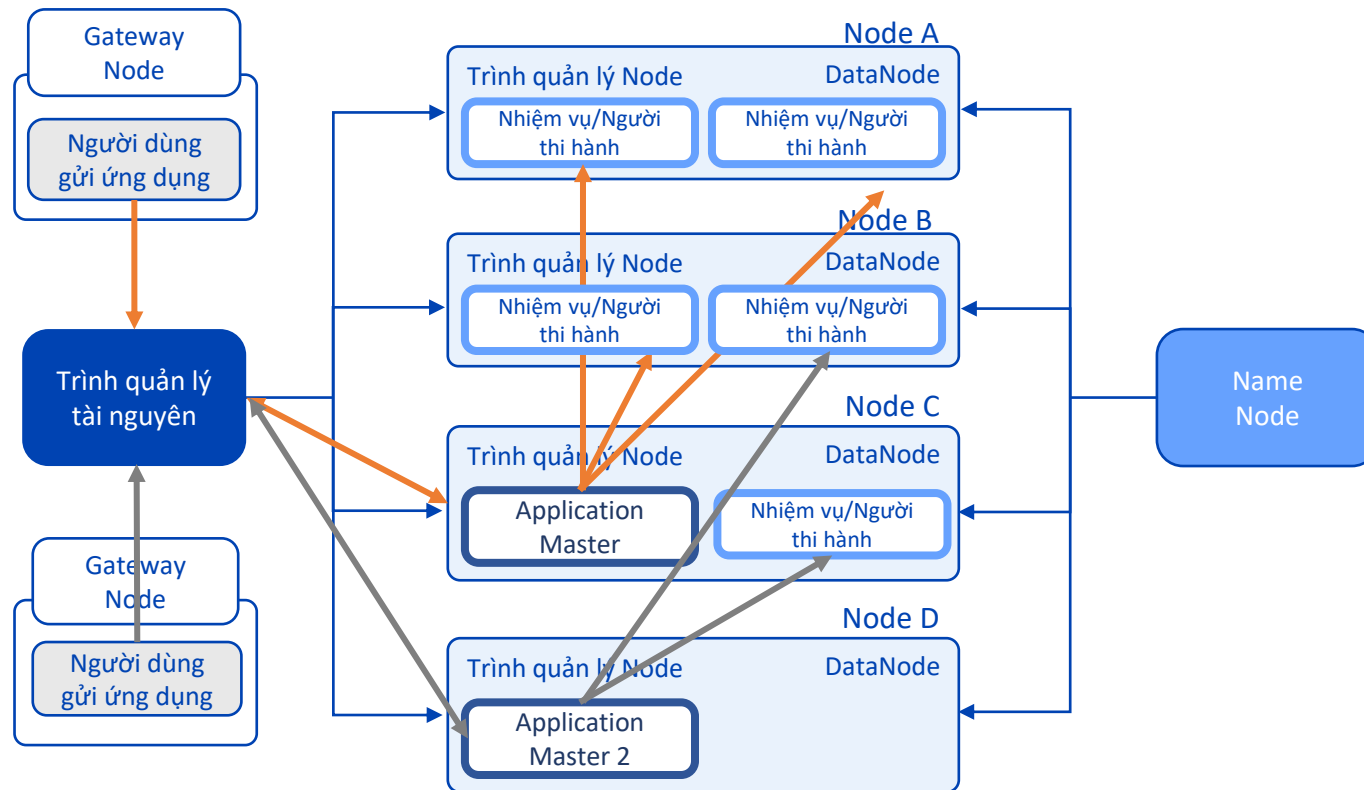 Gateway
Node
Người dùng
gửi ứng dụng
Trình quản lý
tài nguyên
Gateway
Node
Người dùng
gửi ứng dụng
Node A
Trình quản lý Node
DataNode
Nhiệm vụ/Người
thi hành
Nhiệm vụ/Người
thi hành
Node B
Trình quản lý Node
DataNode
Nhiệm vụ/Người
thi hành
Nhiệm vụ/Người
thi hành
Node C
Trình quản lý Node
DataNode
Application
Master
Nhiệm vụ/Người
thi hành
Node D
Trình quản lý Node
DataNode
Application
Master 2
Name
Node